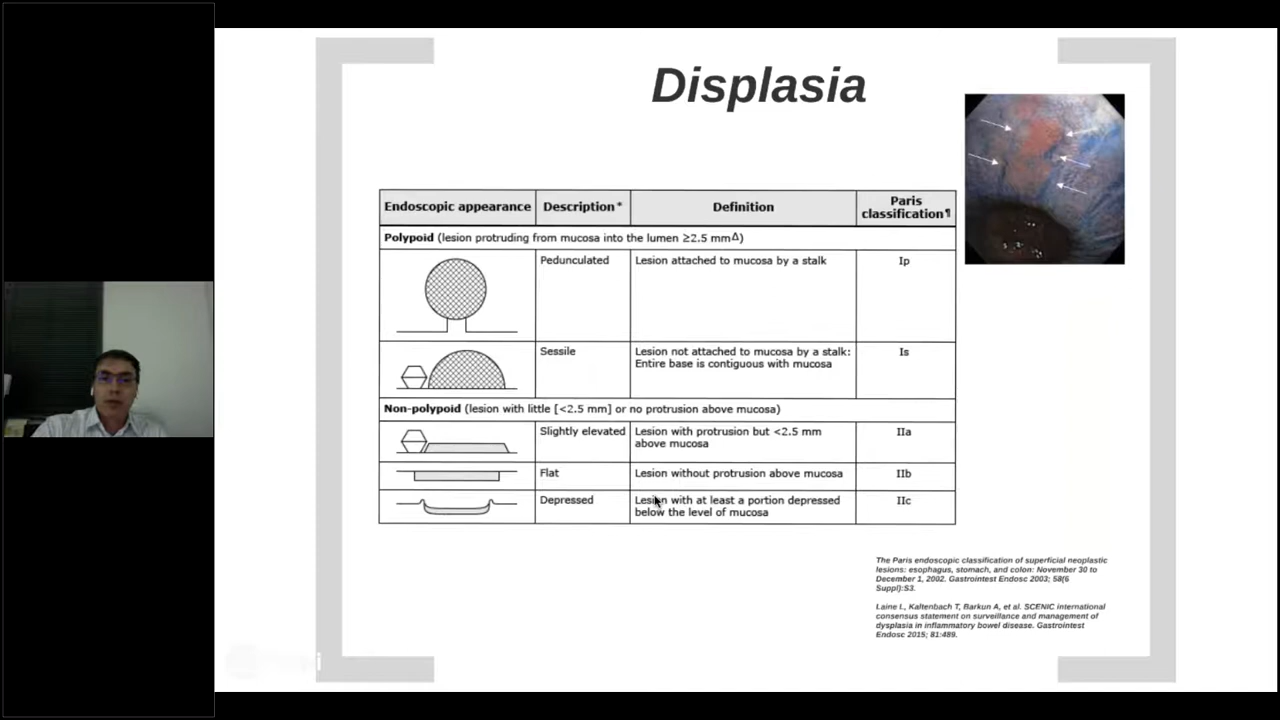 Displasia
Endoscopic appearance Description* Definition Paris classification¶
Polypoid (lesion protruding from mucosa into the lumen ≥2.5 mmΔ)
Pedunculated Lesion attached to mucosa by a stalk Ip
Sessile Lesion not attached to mucosa by a stalk: Is
Entire base is contiguous with mucosa
Non-polypoid (lesion with little [<2.5 mm] or no protrusion above mucosa)
Slightly elevated Lesion with protrusion but <2.5 mm IIa
above mucosa
Flat Lesion without protrusion above mucosa IIb
Depressed Lesion with at least a portion depressed IIc
below the level of mucosa
The Paris endoscopic classification of superficial neoplastic
lesions: esophagus, stomach, and colon: November 30 to
December 1, 2002. Gastrointest Endosc 2003; 58(6
Suppl):S3.
Laine L, Kaltenbach T, Barkun A, et al. SCENIC international
consensus statement on surveillance and management of
dysplasia in inflammatory bowel disease. Gastrointest
Endosc 2015; 81:489.